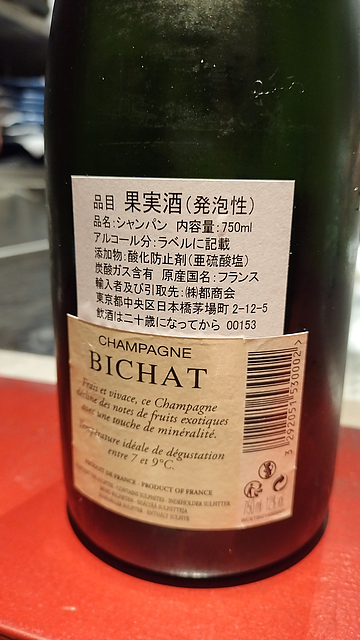 品目 果実酒(発泡性)
品名:シャンパン 内容量:750ml
アルコール分:ラベルに記載
添加物:酸化防止剤(亜硫酸塩)
炭酸ガス含有 原産国名:フランス
輸入者及び引取先:㈱都商会
東京都中央区日本橋茅場町 2-12-5
飲酒は二十歳になってから 00153
CHAMPAGNE
BICHAT
Frais et vivace, ce Champagne
décline des notes de fruits exotiques
avec une touche de minéralité.
Température idéale de dégustation
entre 7 et 9°C.
PRODUIT DE FRANCE - PRODUCT OF FRANCE
3 292051 530002 >
750 ml 12% vol.